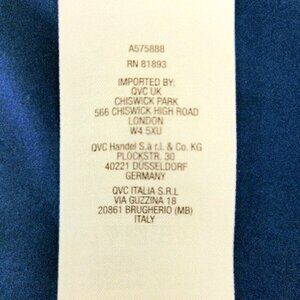 A575888
RN 81893
IMPORTED BY:
QVC UK
CHISWICK PARK
566 CHISWICK HIGH ROAD
LONDON
W4 5XU
QVC Handel S.à r.l. & Co. KG
PLOCKSTR. 30
40221 DÜSSELDORF
GERMANY
QVC ITALIA S.R.L
VIA GUZZINA 18
20861 BRUGHERIO (MB)
ITALY